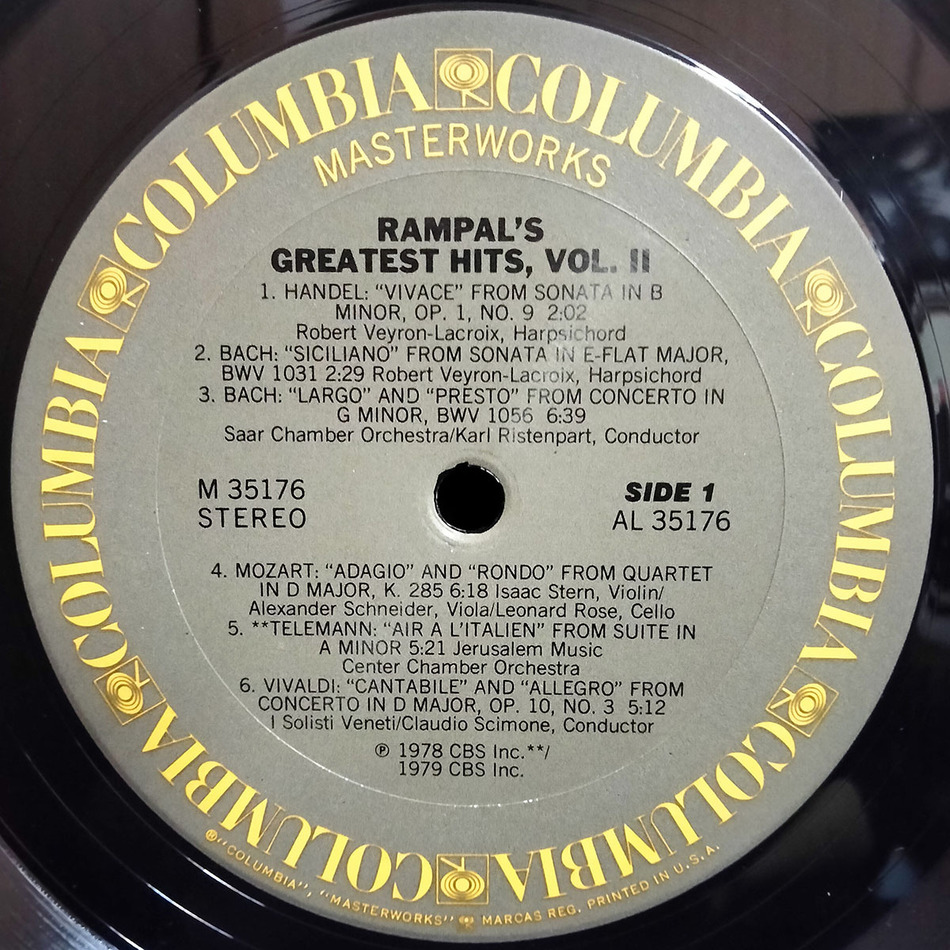 COLUMBIA COLUMBIA COLUMBIA COLUMBIA COLUMBIA COLUMBIA COLUMBIA COLUMBIA
MASTERWORKS
RAMPAL'S
GREATEST HITS, VOL. II
1. HANDEL: “VIVACE” FROM SONATA IN B
MINOR, OP. 1, NO. 9 2:02
Robert Veyron-Lacroix, Harpsichord
2. BACH: “SICILIANO” FROM SONATA IN E-FLAT MAJOR,
BWV 1031 2:29 Robert Veyron-Lacroix, Harpsichord
3. BACH: “LARGO” AND “PRESTO” FROM CONCERTO IN
G MINOR, BWV 1056 6:39
Saar Chamber Orchestra/Karl Ristenpart, Conductor
M 35176
STEREO
SIDE 1
AL 35176
4. MOZART: “ADAGIO” AND “RONDO” FROM QUARTET
IN D MAJOR, K. 285 6:18 Isaac Stern, Violin/
Alexander Schneider, Viola/Leonard Rose, Cello
5. **TELEMANN: “AIR A L’ITALIEN” FROM SUITE IN
A MINOR 5:21 Jerusalem Music
Center Chamber Orchestra
6. VIVALDI: “CANTABILE” AND “ALLEGRO” FROM
CONCERTO IN D MAJOR, OP. 10, NO. 3 5:12
I Solisti Veneti/Claudio Scimone, Conductor
℗ 1978 CBS Inc.**/
1979 CBS Inc.
®“COLUMBIA”, “MASTERWORKS” MARCAS REG. PRINTED IN U.S.A.